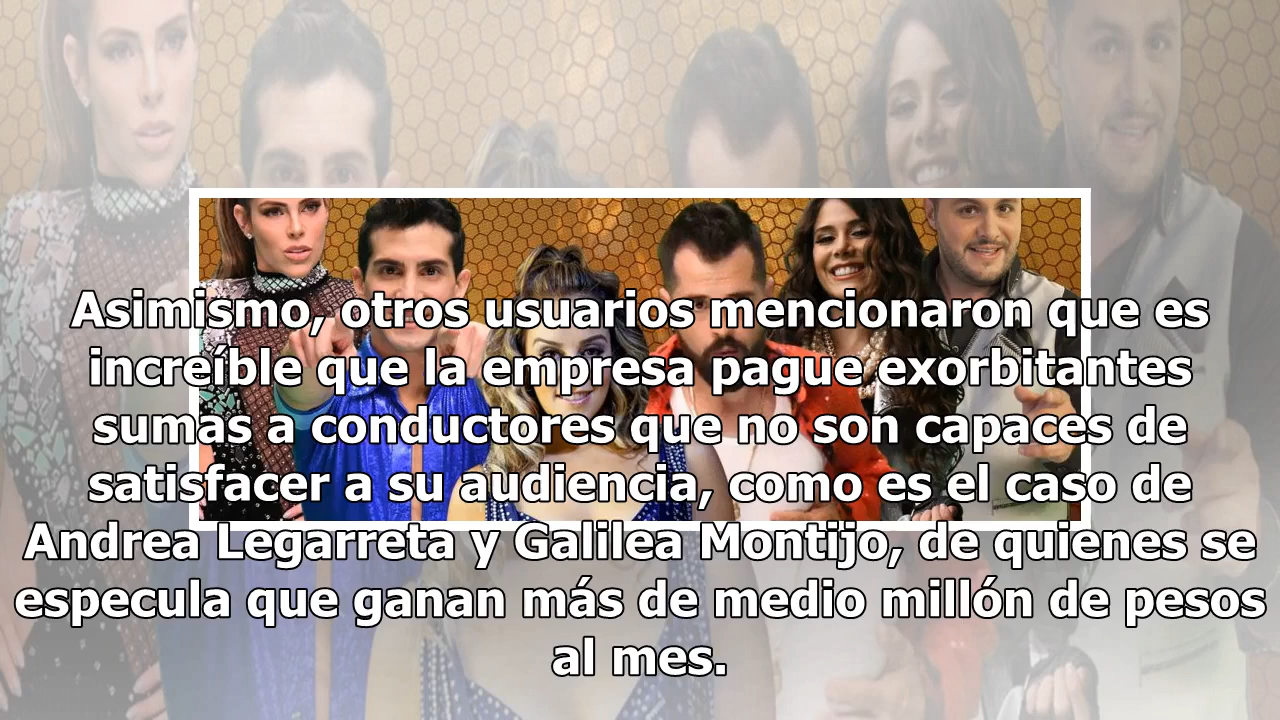 Asimismo, otros usuarios mencionaron que es
increíble que la empresa pague exorbitantes
sumas a conductores que no son capaces de
satisfacer a su audiencia, como es el caso de
Andrea Legarreta y Galilea Montijo, de quienes se
especula que ganan más de medio millón de pesos
al mes.